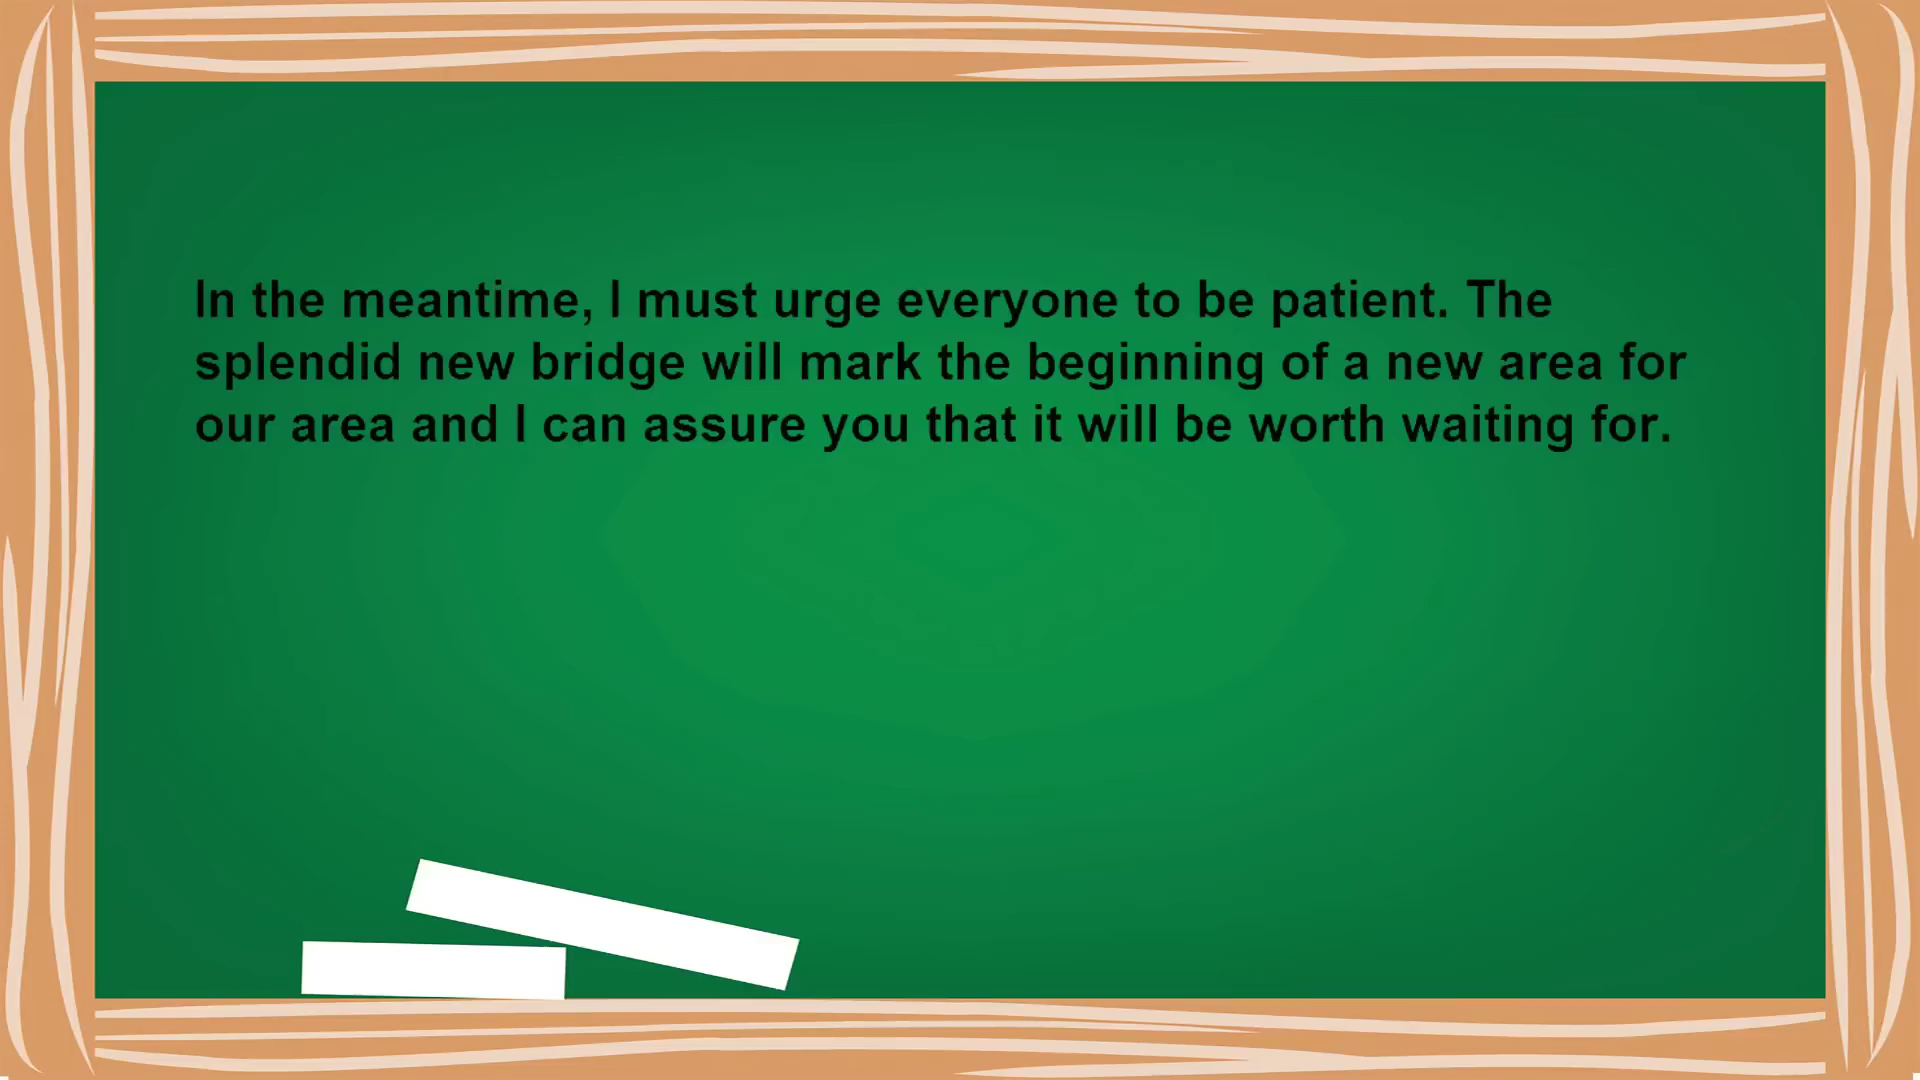 In the meantime, I must urge everyone to be patient. The
splendid new bridge will mark the beginning of a new area for
our area and I can assure you that it will be worth waiting for.